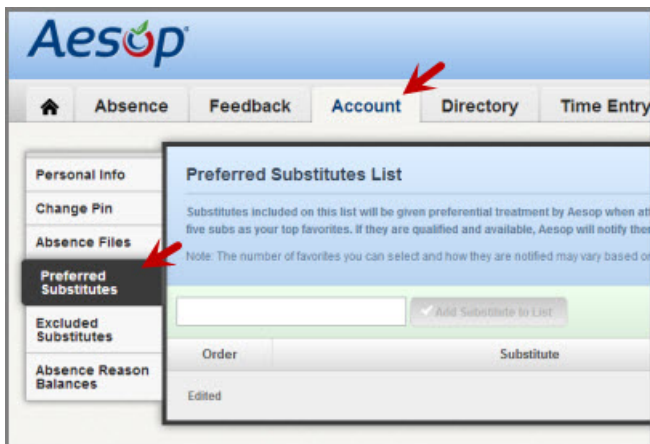 Aesop
Absence Feedback Account Directory Time Entry
Personal Info
Change Pin
Absence Files
Preferred
Substitutes
Excluded
Substitutes
Absence Reason
Balances
Preferred Substitutes List
Substitutes included on this list will be given preferential treatment by Aesop when
five subs as your top favorites. If they are qualified and available, Aesop will notify
Note: The number of favorites you can select and how they are notified may vary based
Add Substitute to List
Order Substitute
Edited